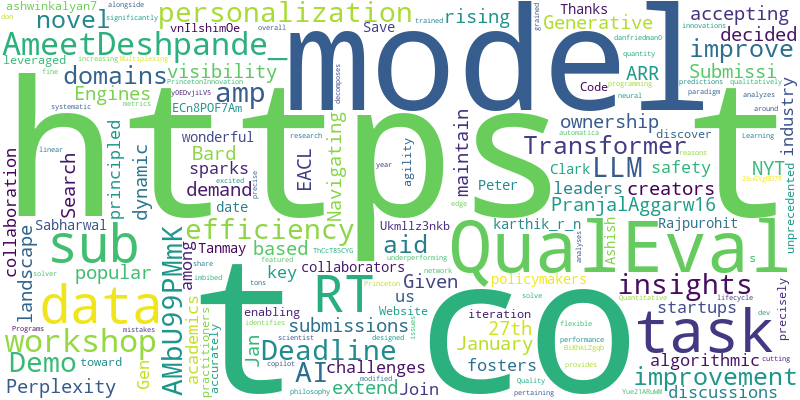 ashwinkalyan7
novel
personalization
rising
Thanks
accepting
significantly
alongside
trained
overall
Generative
danfriedman0
innovations
don
AmeetDeshpande_
vnIlshimOe
Save
decided
leveraged
increasing
Multiplexing
grained
quantity
model
improve
domains
visibility
fine
PrincetonInnovation
Code
programming
qualitatively
yOEDvjiLV5
ARR
Submissi
Engines
amp
systematic
metrics
neural
predictions
paradigm
ECn8POF7Am
decomposes
ownership
analyzes
around
industry
https
t
Search
principled
dynamic
wonderful
Bard
sparks
demand
date
EACL
Navigating
agility
maintain
Transformer
discover
automatica
Learning
LLM
safety
NYT
Clark
leaders
creators
reasons
unprecedented
linear
research
year
precise
excited
edge
Peter
PranjalAggarw16
collaboration
landscape
Sabharwal
efficiency
Ukmllz3nkb
karthik_r_n
Rajpurohit
sub
Tanmay
based
aid
ThCcTB5CYG
Ashish
s
popular
solver
share
imbibed
key
collaborators
featured
underperforming
network
Given
policymakers
QualEval
analyses
data
AMbU99PMmK
among
us
tons
Princeton
Website
RT
27th
insights
Quantitative
lifecycle
workshop
academics
practitioners
enabling
submissions
iteration
January
solve
flexible
performance
startups
dev
precisely
Programs
mistakes
Demo
toward
Gen
accurately
identifies
Jan
Deadline
scientist
designed
issues
t
co
task
provides
cutting
Perplexity
AI
challenges
fosters
algorithmic
copilot
modified
philosophy
extend
Join
Quality
pertaining
improvement
discussions